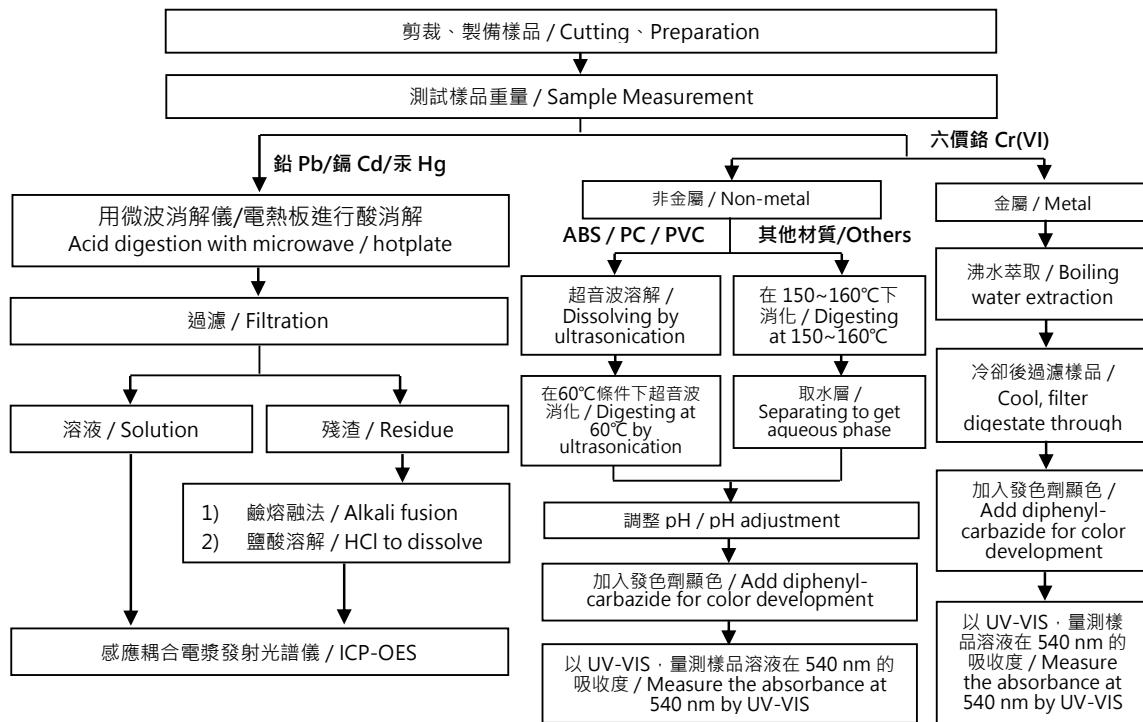 剪裁、製備樣品 / Cutting、Preparation
測試樣品重量 / Sample Measurement
鉛 Pb/鎘 Cd/汞 Hg
六價鉻 Cr(VI)
用微波消解儀/電熱板進行酸消解
Acid digestion with microwave / hotplate
過濾 / Filtration
溶液 / Solution
殘渣 / Residue
1) 鹼熔融法 / Alkali fusion
2) 鹽酸溶解 / HCl to dissolve
感應耦合電漿發射光譜儀 / ICP-OES
非金屬 / Non-metal
ABS / PC / PVC
其他材質/Others
超音波溶解 /
Dissolving by
ultrasonication
在60℃條件下超音波
消化 / Digesting at
60℃ by
ultrasonication
在 150~160℃下
消化 / Digesting
at 150~160℃
取水層 /
Separating to get
aqueous phase
調整 pH / pH adjustment
加入發色劑顯色 / Add diphenyl-
carbazide for color development
以 UV-VIS，量測樣品溶液在 540 nm 的
吸收度 / Measure the absorbance at
540 nm by UV-VIS
金屬 / Metal
沸水萃取 / Boiling
water extraction
冷卻後過濾樣品 /
Cool, filter
digestate through
加入發色劑顯色 /
Add diphenyl-
carbazide for color
development
以 UV-VIS，量測樣
品溶液在 540 nm 的
吸收度 / Measure
the absorbance at
540 nm by UV-VIS